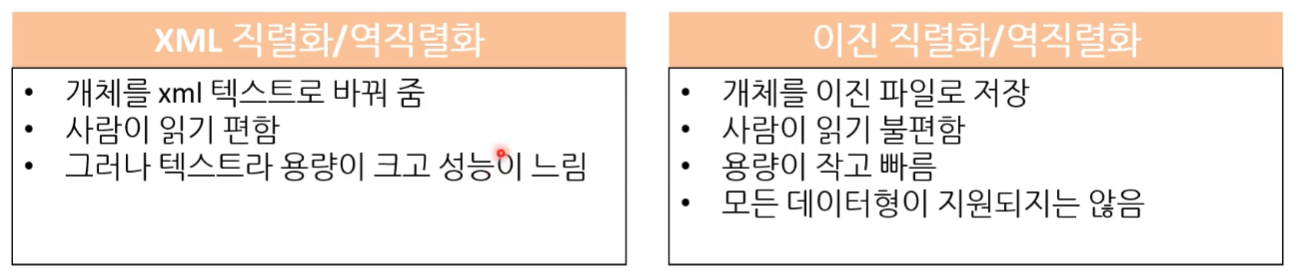 XML 직렬화/역직렬화
• 개체를 xml 텍스트로 바꿔 줌
• 사람이 읽기 편함
• 그러나 텍스트라 용량이 크고 성능이 느림
이진 직렬화/역직렬화
• 개체를 이진 파일로 저장
• 사람이 읽기 불편함
• 용량이 작고 빠름
• 모든 데이터형이 지원되지는 않음